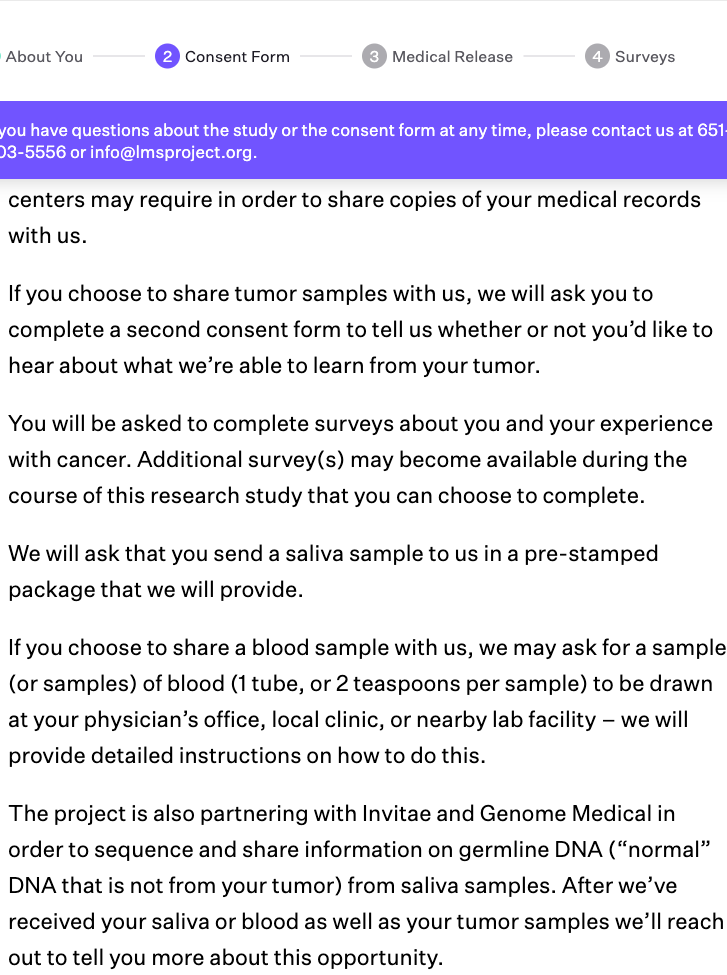 About You
2 Consent Form
3 Medical Release
4 Surveys
you have questions about the study or the consent form at any time, please contact us at 651-
03-5556 or info@lmsproject.org.
centers may require in order to share copies of your medical records
with us.
If you choose to share tumor samples with us, we will ask you to
complete a second consent form to tell us whether or not you’d like to
hear about what we’re able to learn from your tumor.
You will be asked to complete surveys about you and your experience
with cancer. Additional survey(s) may become available during the
course of this research study that you can choose to complete.
We will ask that you send a saliva sample to us in a pre-stamped
package that we will provide.
If you choose to share a blood sample with us, we may ask for a sample
(or samples) of blood (1 tube, or 2 teaspoons per sample) to be drawn
at your physician’s office, local clinic, or nearby lab facility – we will
provide detailed instructions on how to do this.
The project is also partnering with Invitae and Genome Medical in
order to sequence and share information on germline DNA (“normal”
DNA that is not from your tumor) from saliva samples. After we’ve
received your saliva or blood as well as your tumor samples we’ll reach
out to tell you more about this opportunity.